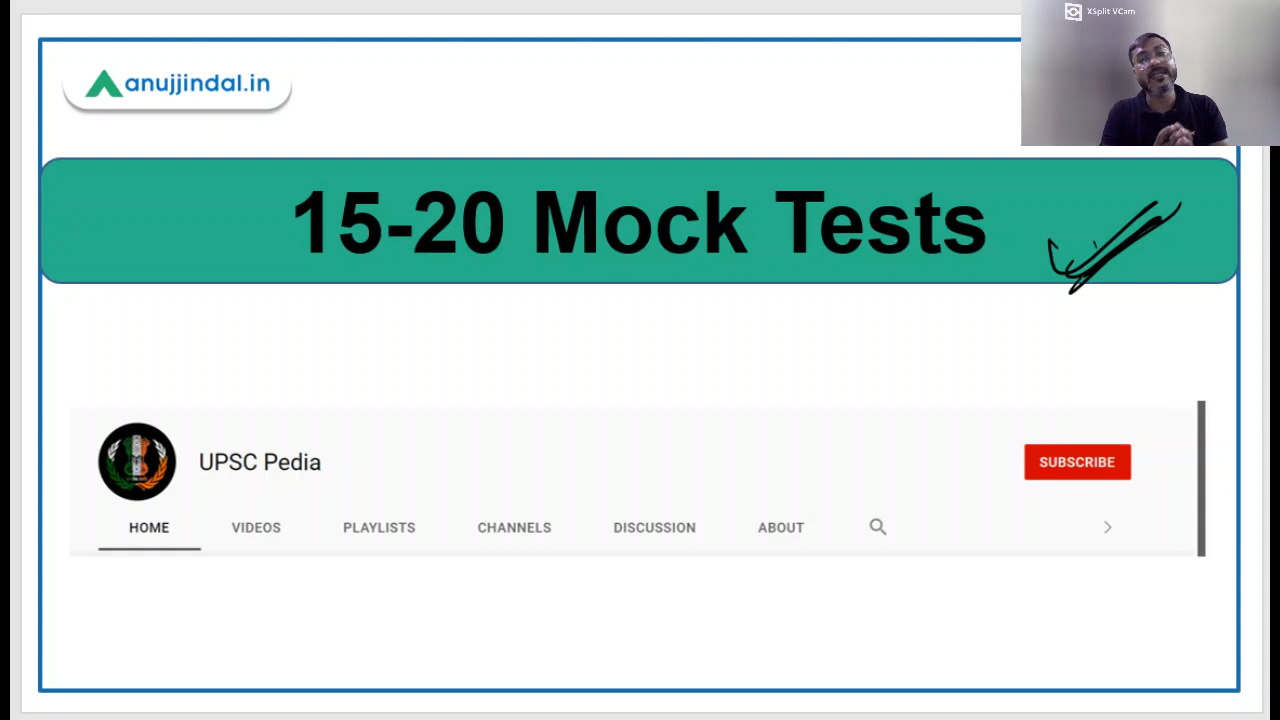 XSplit VCam
anujjindal.in
15-20 Mock Tests
UPSC Pedia
SUBSCRIBE
HOME VIDEOS PLAYLISTS CHANNELS DISCUSSION ABOUT